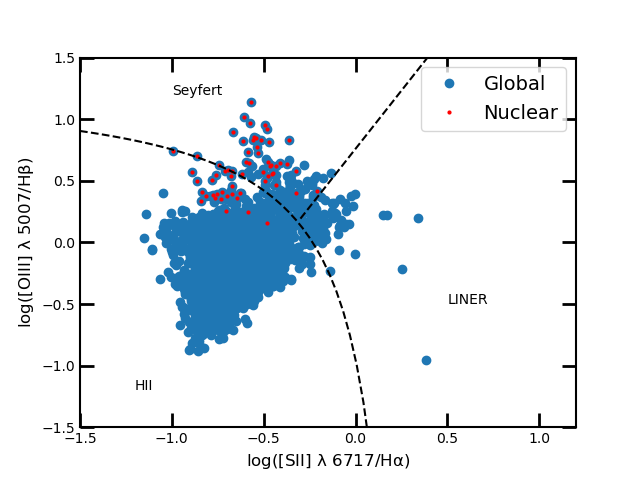 1.5
1.0
0.5
0.0
−0.5
−1.0
−1.5
log([OIII] λ 5007/Hβ)
Seyfert
Global
Nuclear
LINER
HII
−1.5 −1.0 −0.5 0.0 0.5 1.0
log([SII] λ 6717/Hα)